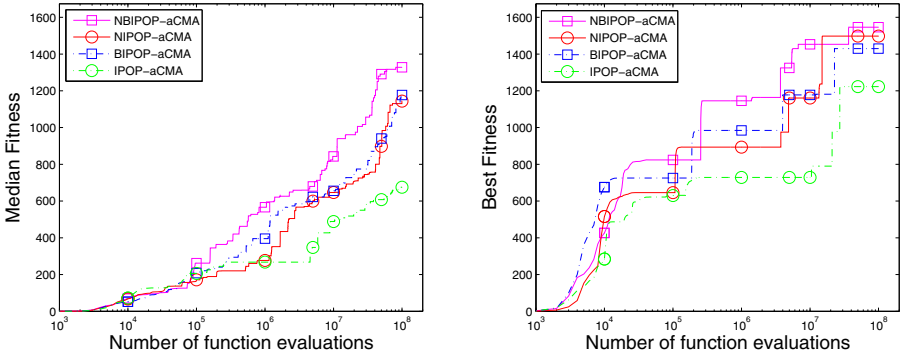 1600
1400
1200
1000
800
600
400
200
0
Median Fitness
NBIPOP-aCMA
NIPOP-aCMA
BIPOP-aCMA
IPOP-aCMA
10^3 10^4 10^5 10^6 10^7 10^8
Number of function evaluations
1600
1400
1200
1000
800
600
400
200
0
Best Fitness
NBIPOP-aCMA
NIPOP-aCMA
BIPOP-aCMA
IPOP-aCMA
10^3 10^4 10^5 10^6 10^7 10^8
Number of function evaluations